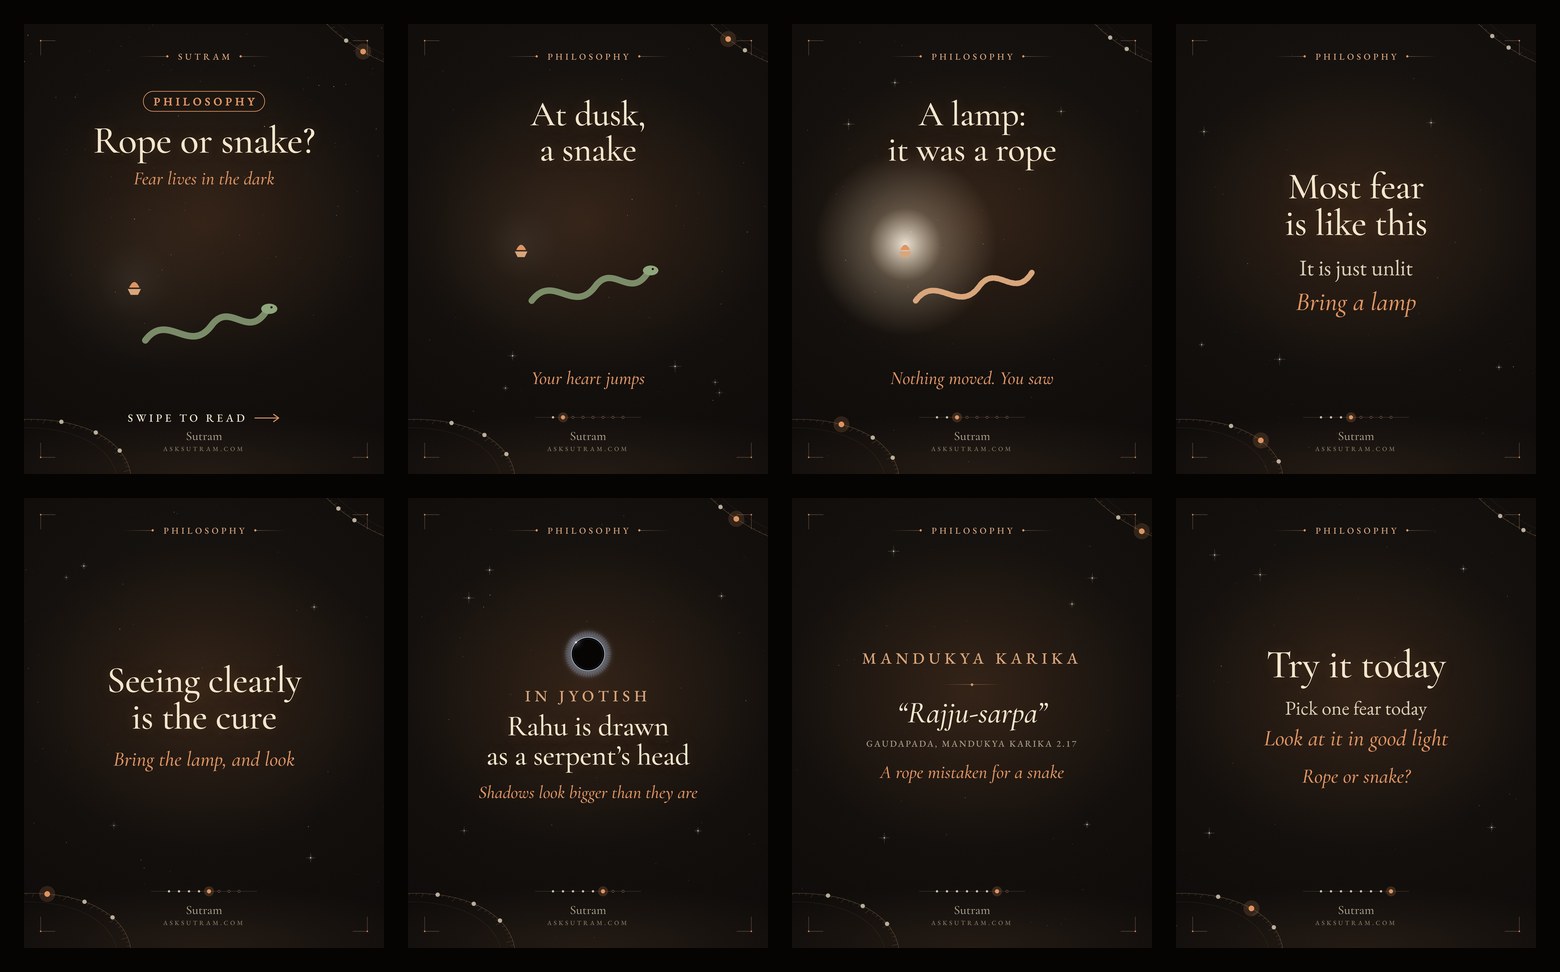 SUTRAM
PHILOSOPHY
Rope or snake?
Fear lives in the dark
SWIPE TO READ
Sutram
ASKSUTRAM.COM
PHILOSOPHY
At dusk,
a snake
Your heart jumps
Sutram
ASKSUTRAM.COM
PHILOSOPHY
A lamp:
it was a rope
Nothing moved. You saw
Sutram
ASKSUTRAM.COM
PHILOSOPHY
Most fear
is like this
It is just unlit
Bring a lamp
Sutram
ASKSUTRAM.COM
PHILOSOPHY
Seeing clearly
is the cure
Bring the lamp, and look
Sutram
ASKSUTRAM.COM
PHILOSOPHY
IN JYOTISH
Rahu is drawn
as a serpent’s head
Shadows look bigger than they are
Sutram
ASKSUTRAM.COM
PHILOSOPHY
MANDUKYA KARIKA
“Rajju-sarpa”
GAUDAPADA, MANDUKYA KARIKA 2.17
A rope mistaken for a snake
Sutram
ASKSUTRAM.COM
PHILOSOPHY
Try it today
Pick one fear today
Look at it in good light
Rope or snake?
Sutram
ASKSUTRAM.COM